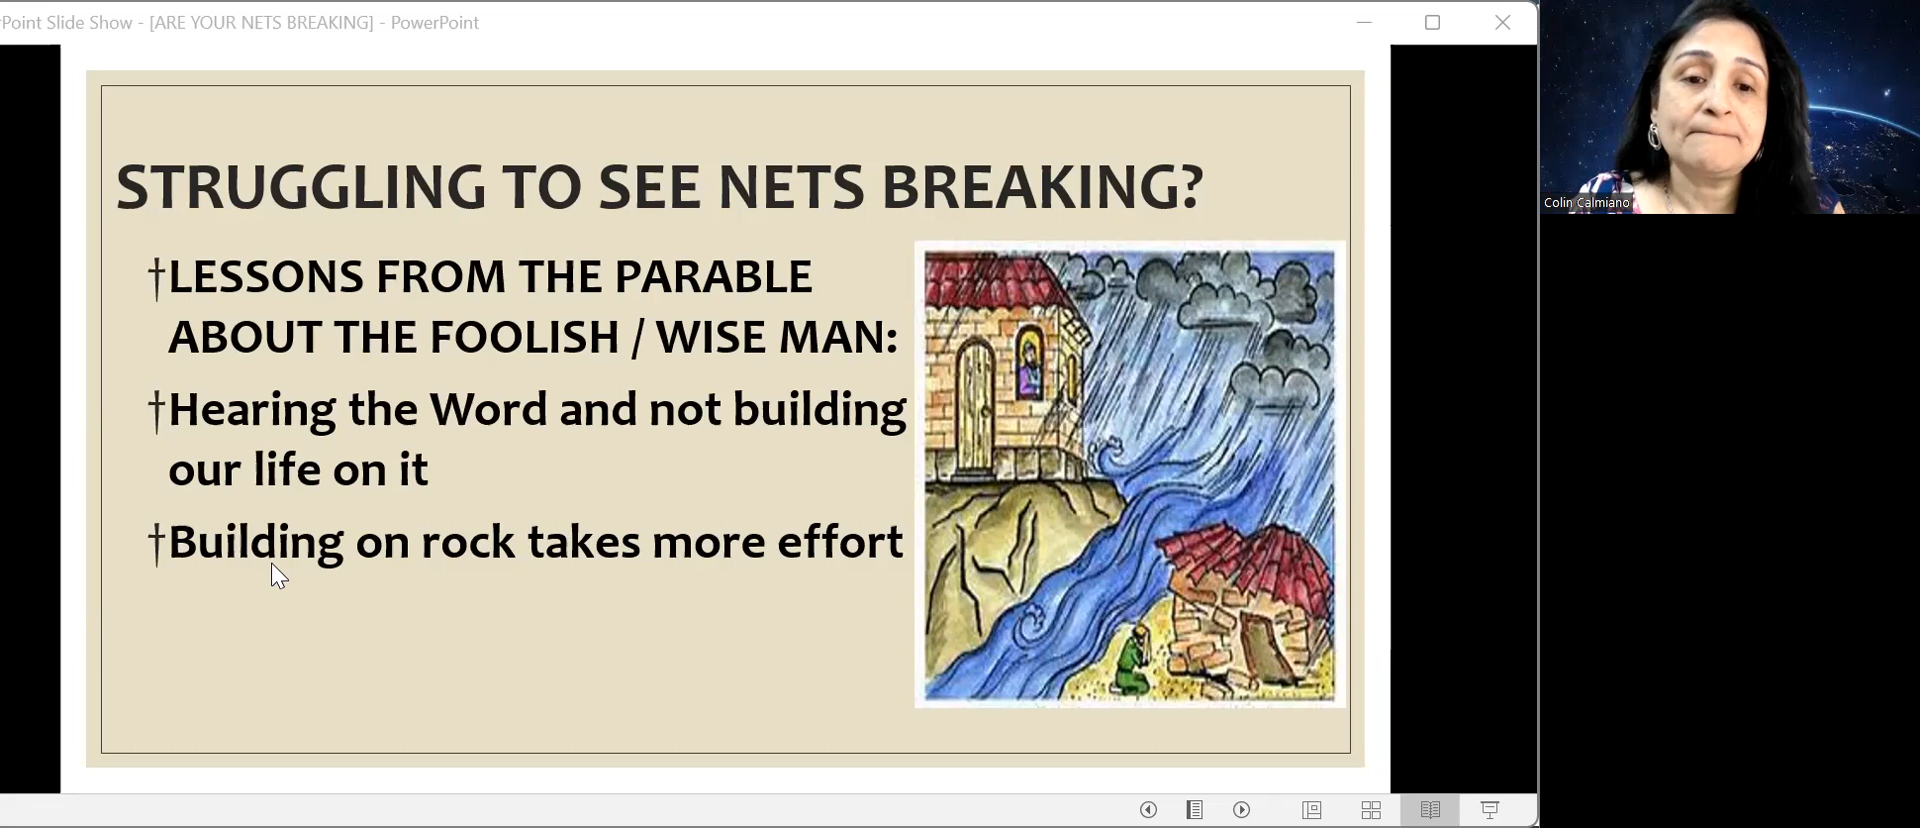 Point Slide Show - [ARE YOUR NETS BREAKING] - PowerPoint
Colin Calmiano
STRUGGLING TO SEE NETS BREAKING?
†LESSONS FROM THE PARABLE
ABOUT THE FOOLISH / WISE MAN:
†Hearing the Word and not building
our life on it
†Building on rock takes more effort